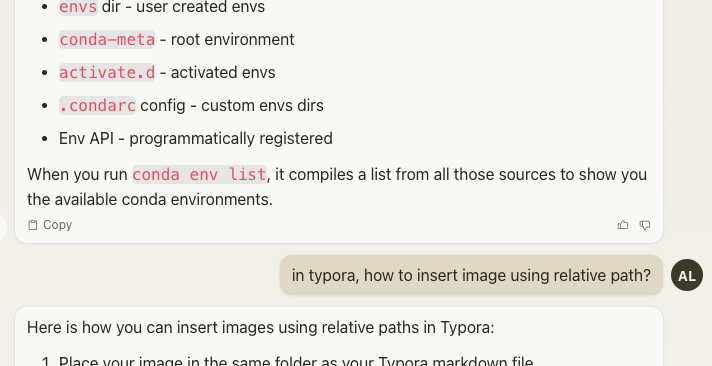 envs dir - user created envs
conda-meta - root environment
activate.d - activated envs
.condarc config - custom envs dirs
Env API - programmatically registered
When you run conda env list, it compiles a list from all those sources to show you
the available conda environments.
Copy
in typora, how to insert image using relative path?
AL
Here is how you can insert images using relative paths in Typora:
1. Place your image in the same folder as your Typora markdown file